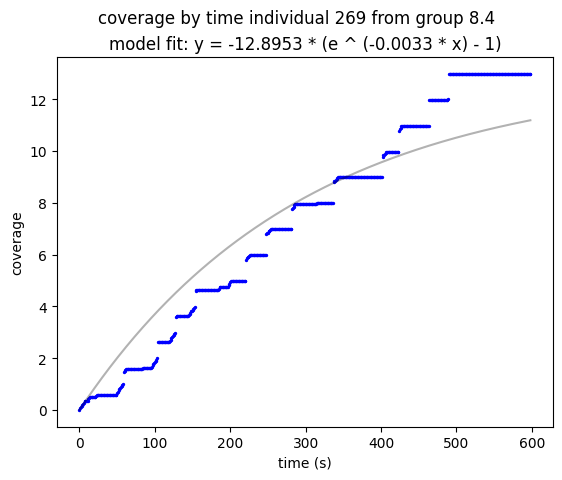 coverage by time individual 269 from group 8.4
model fit: y = -12.8953 * (e ^ (-0.0033 * x) - 1)
12
10
8
6
4
2
0
coverage
0 100 200 300 400 500 600
time (s)